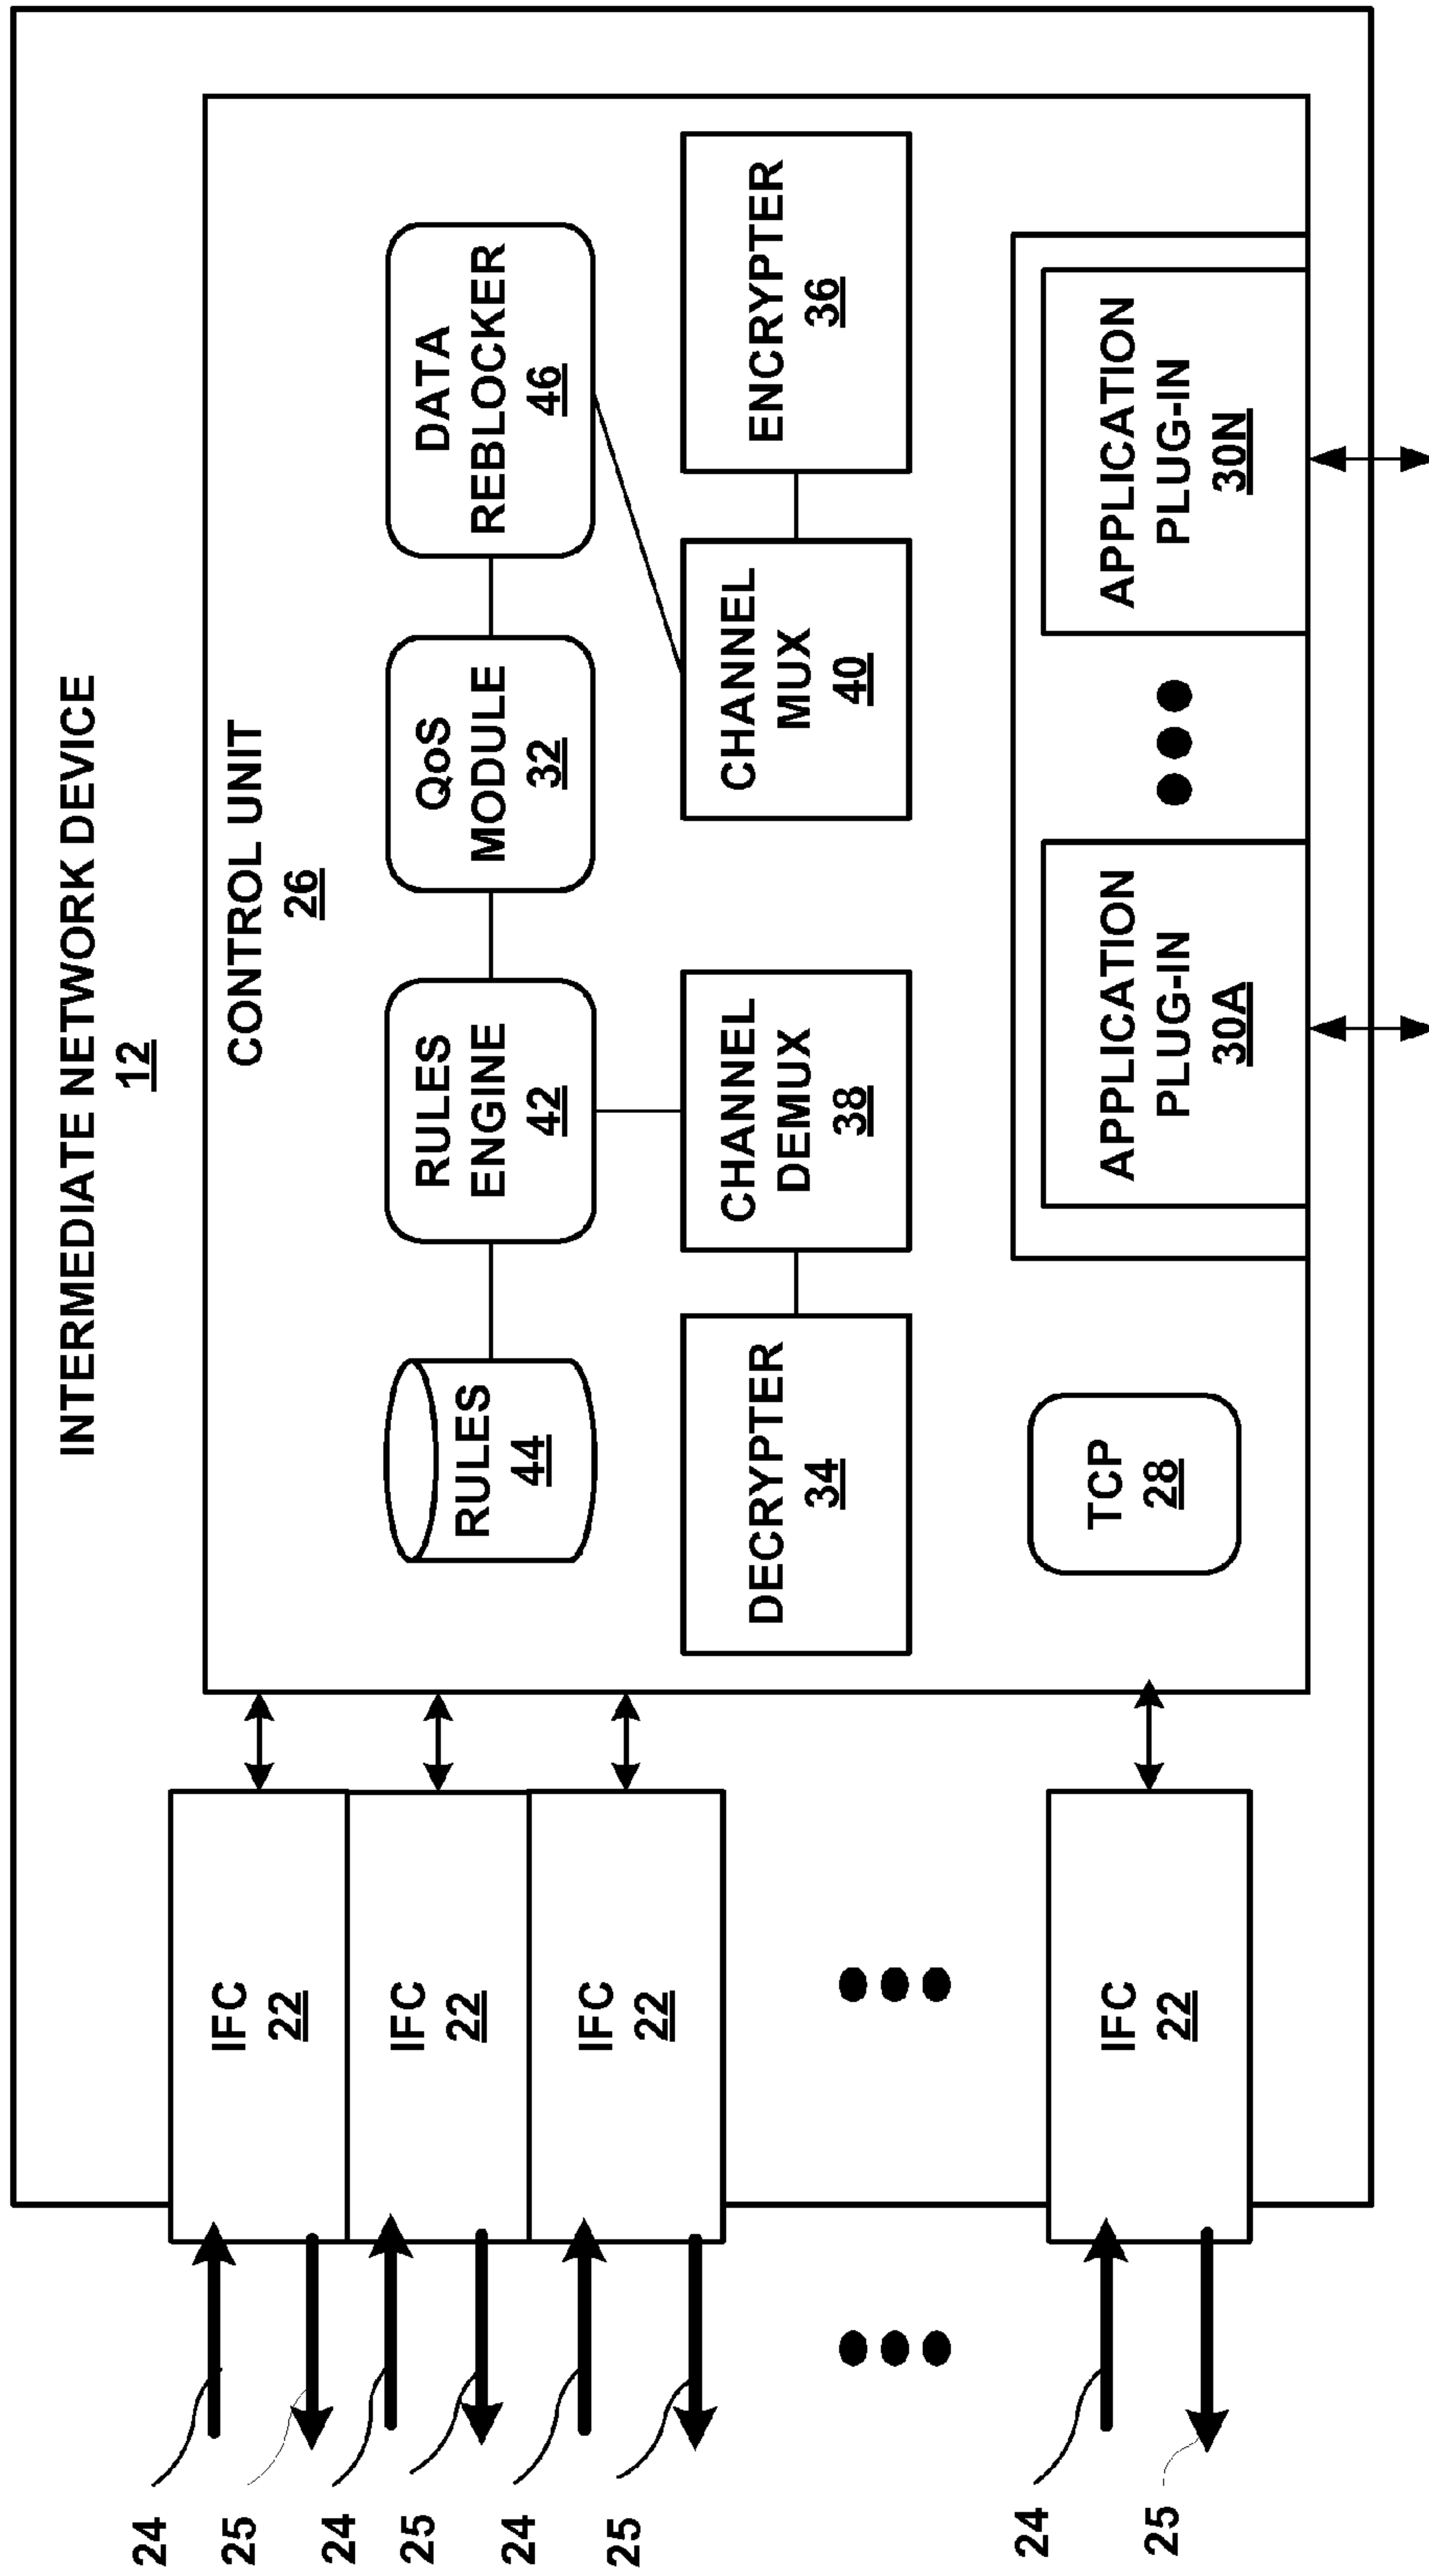 INTERMEDIATE NETWORK DEVICE
12
CONTROL UNIT
26
RULES
44
RULES
ENGINE
42
QoS
MODULE
32
DATA
REBLOCKER
46
DECRYPTER
34
CHANNEL
DEMUX
38
CHANNEL
MUX
40
ENCRYPTER
36
TCP
28
APPLICATION
PLUG-IN
30A
APPLICATION
PLUG-IN
30N
IFC
22
IFC
22
IFC
22
IFC
22
24
25
24
25
24
25
24
25